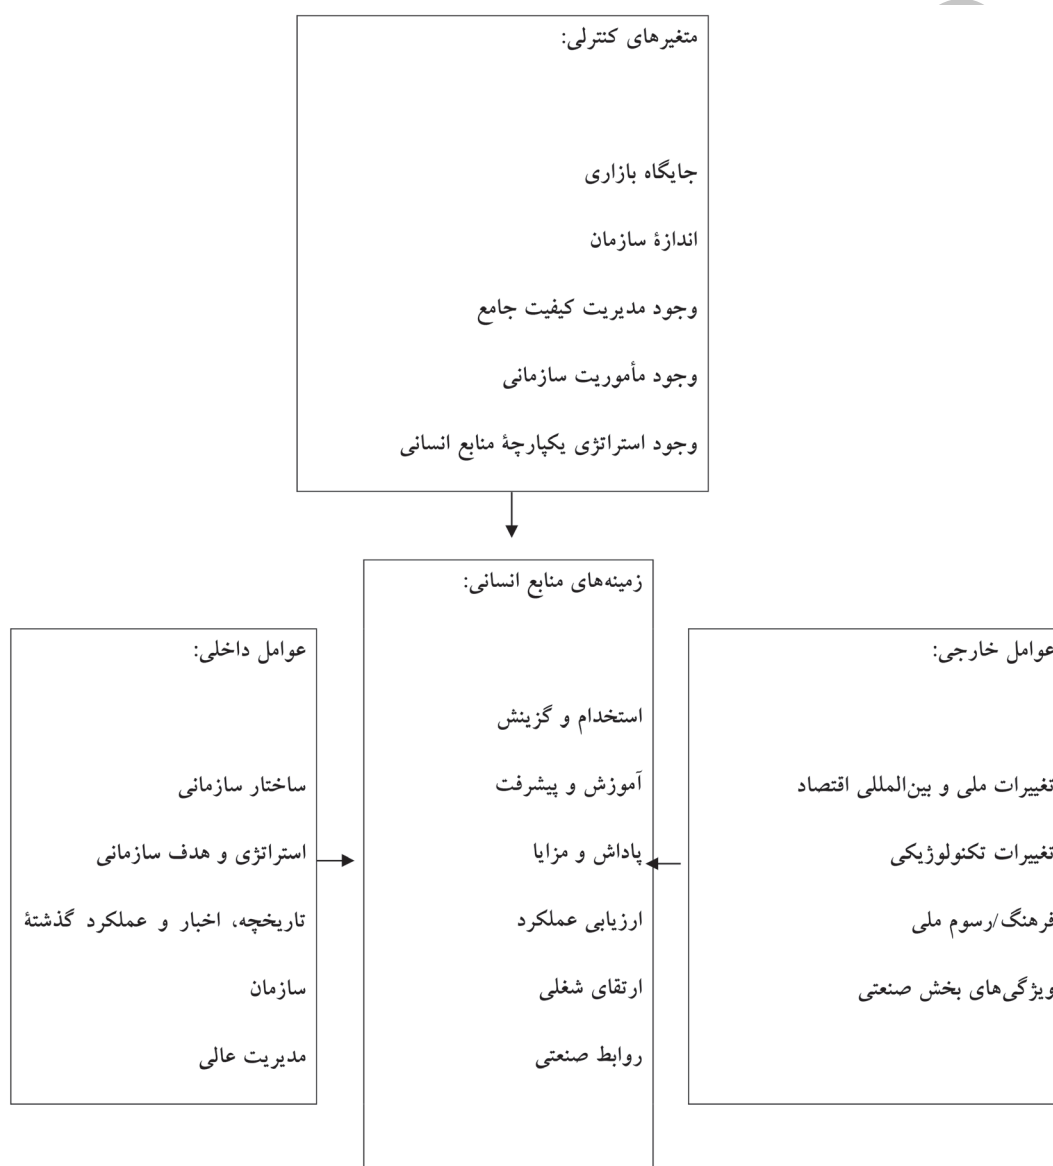 متغیرهای کنترلی:
جایگاه بازاری
اندازهٔ سازمان
وجود مدیریت کیفیت جامع
وجود مأموریت سازمانی
وجود استراتژی یکپارچهٔ منابع انسانی
زمینه‌های منابع انسانی:
استخدام و گزینش
آموزش و پیشرفت
پاداش و مزایا
ارزیابی عملکرد
ارتقای شغلی
روابط صنعتی
عوامل خارجی:
تغییرات ملی و بین‌المللی اقتصاد
تغییرات تکنولوژیکی
فرهنگ/رسوم ملی
ویژگی‌های بخش صنعتی
عوامل داخلی:
ساختار سازمانی
استراتژی و هدف سازمانی
تاریخچه، اخبار و عملکرد گذشتهٔ
سازمان
مدیریت عالی